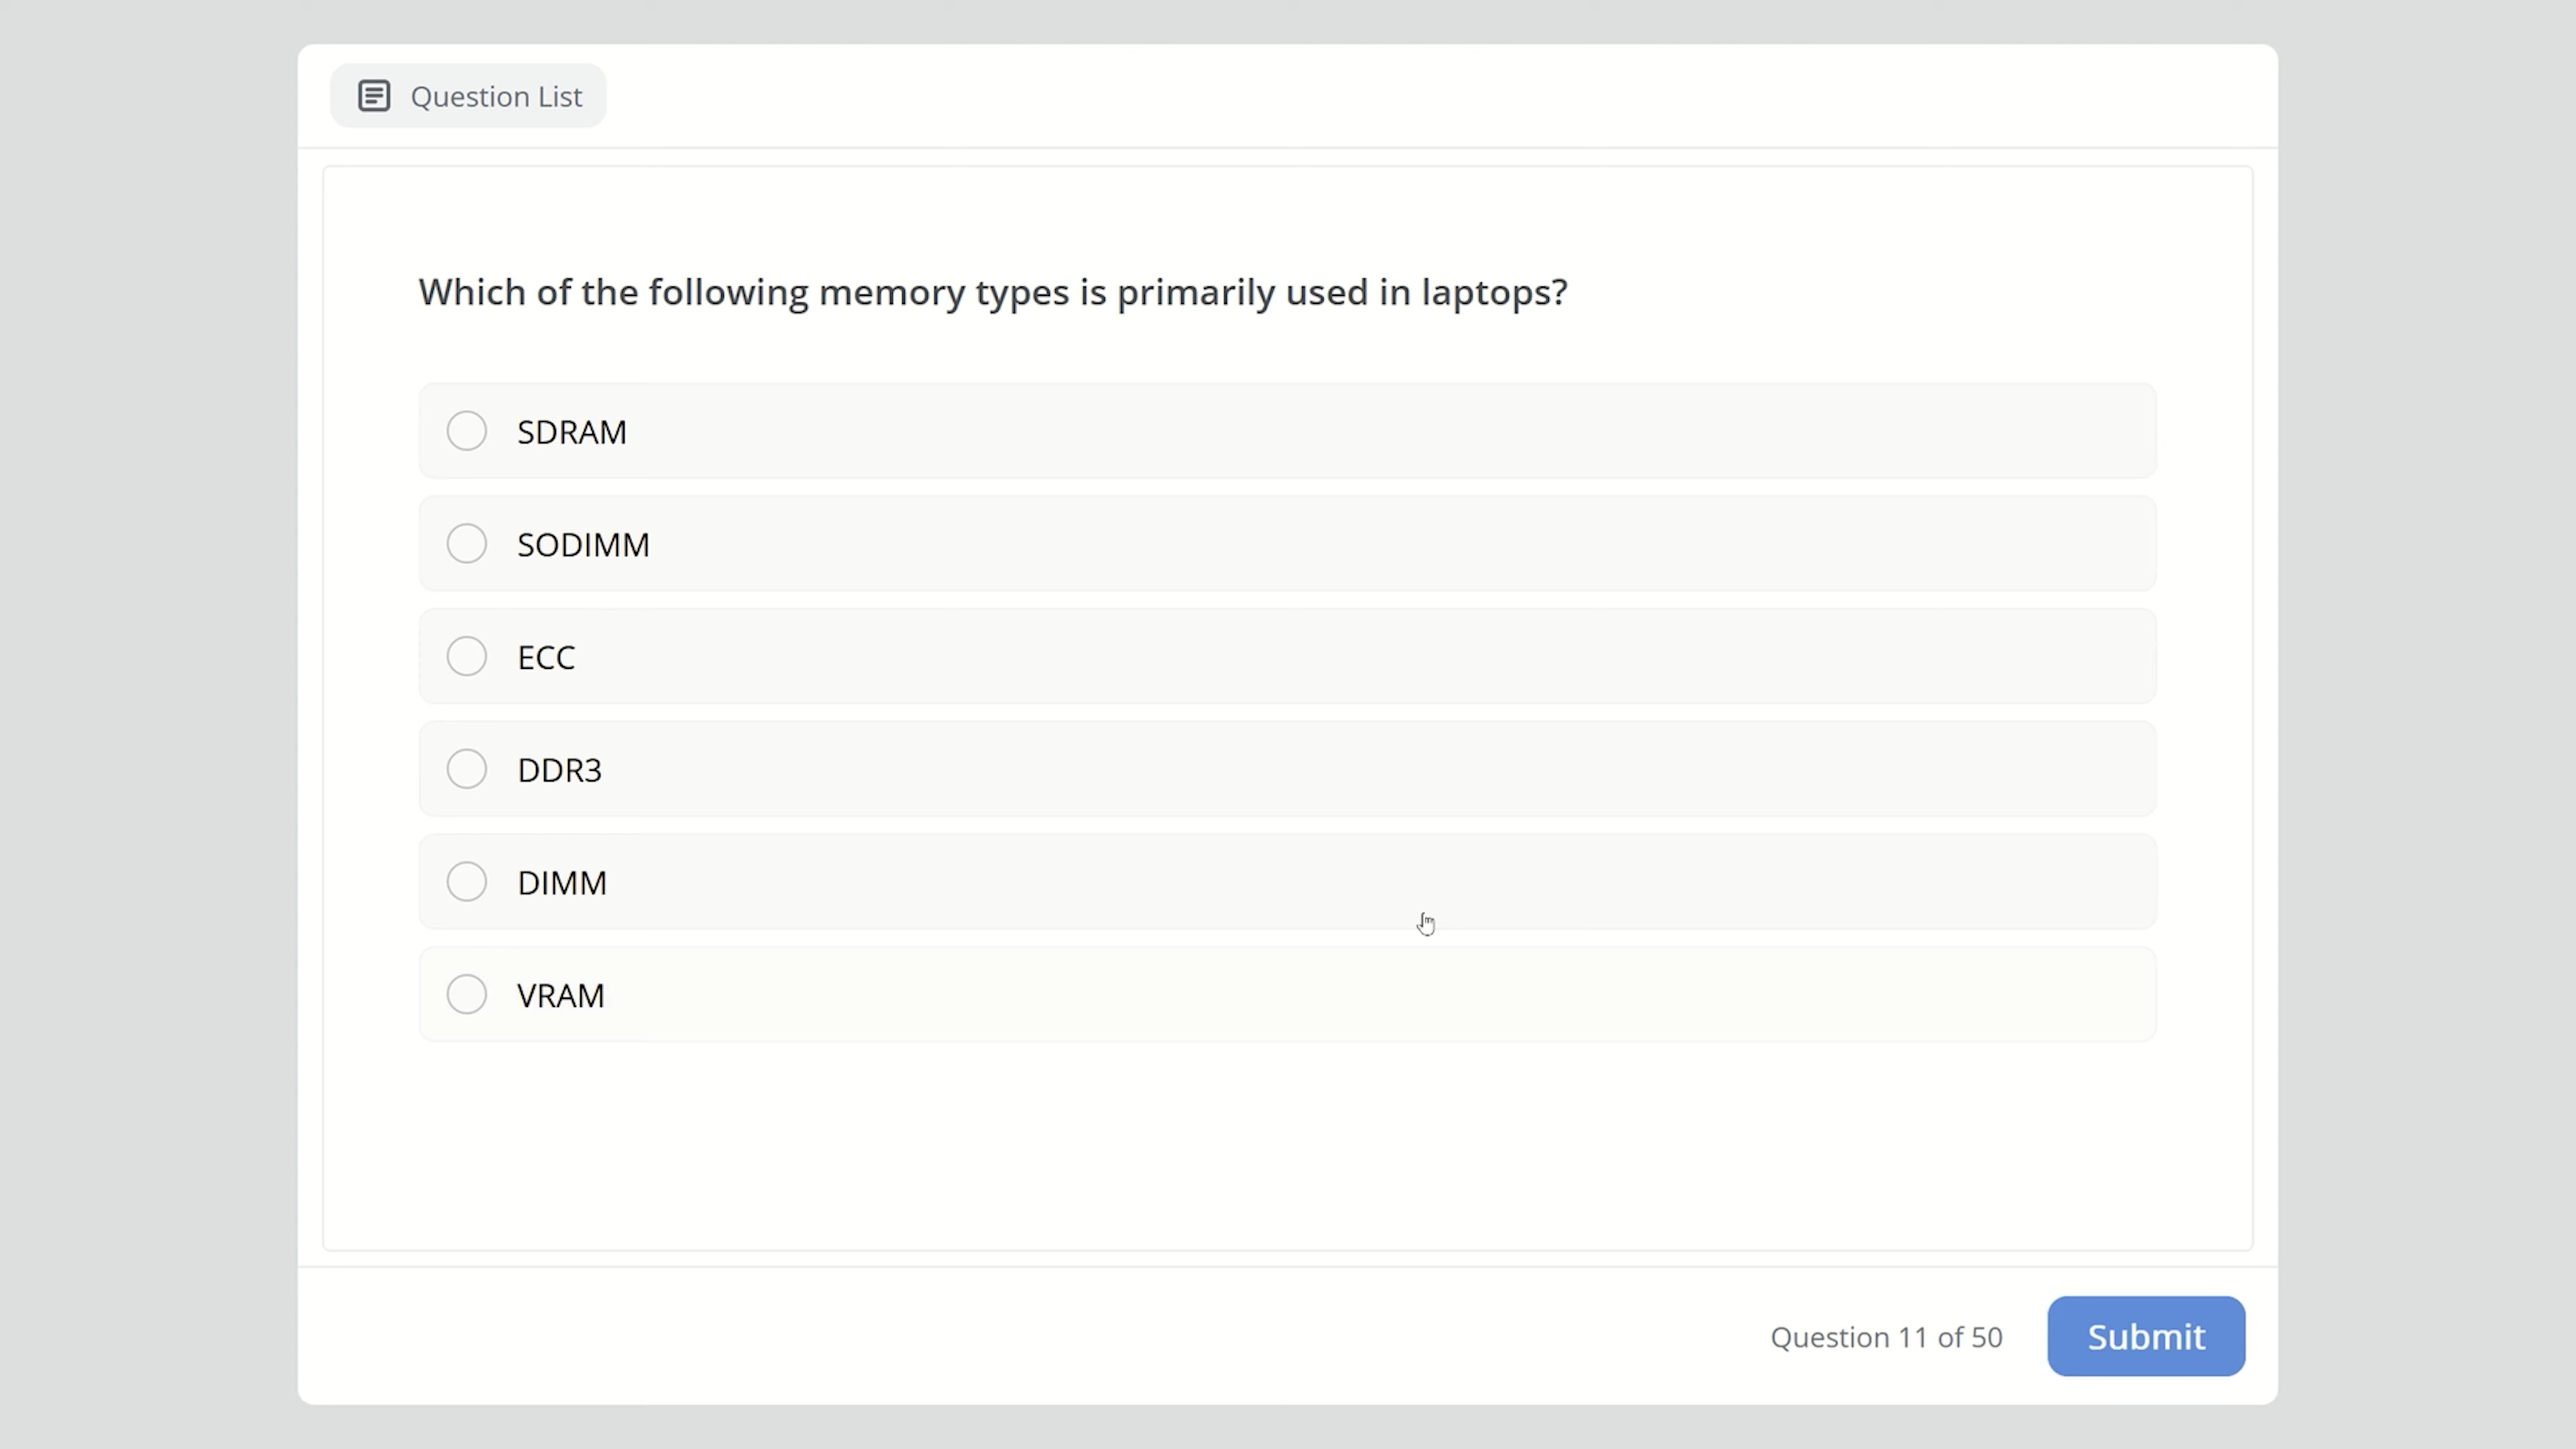 Question List
Which of the following memory types is primarily used in laptops?
SDRAM
SODIMM
ECC
DDR3
DIMM
VRAM
Question 11 of 50
Submit